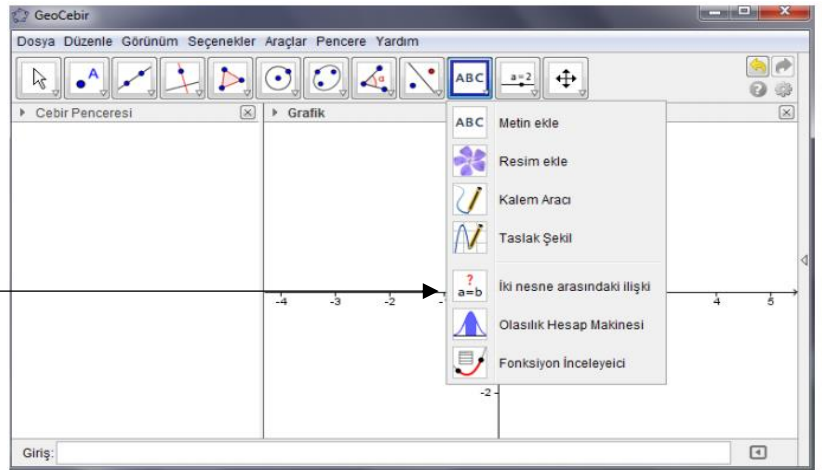 GeoCebir
Dosya Düzenle Görünüm Seçenekler Araçlar Pencere Yardım
A α ABC a=2
Cebir Penceresi Grafik
ABC Metin ekle
Resim ekle
Kalem Aracı
Taslak Şekil
? a=b İki nesne arasındaki ilişki
-4 -3 -2 4 5
Olasılık Hesap Makinesi
Fonksiyon İnceleyici
-2
Giriş: